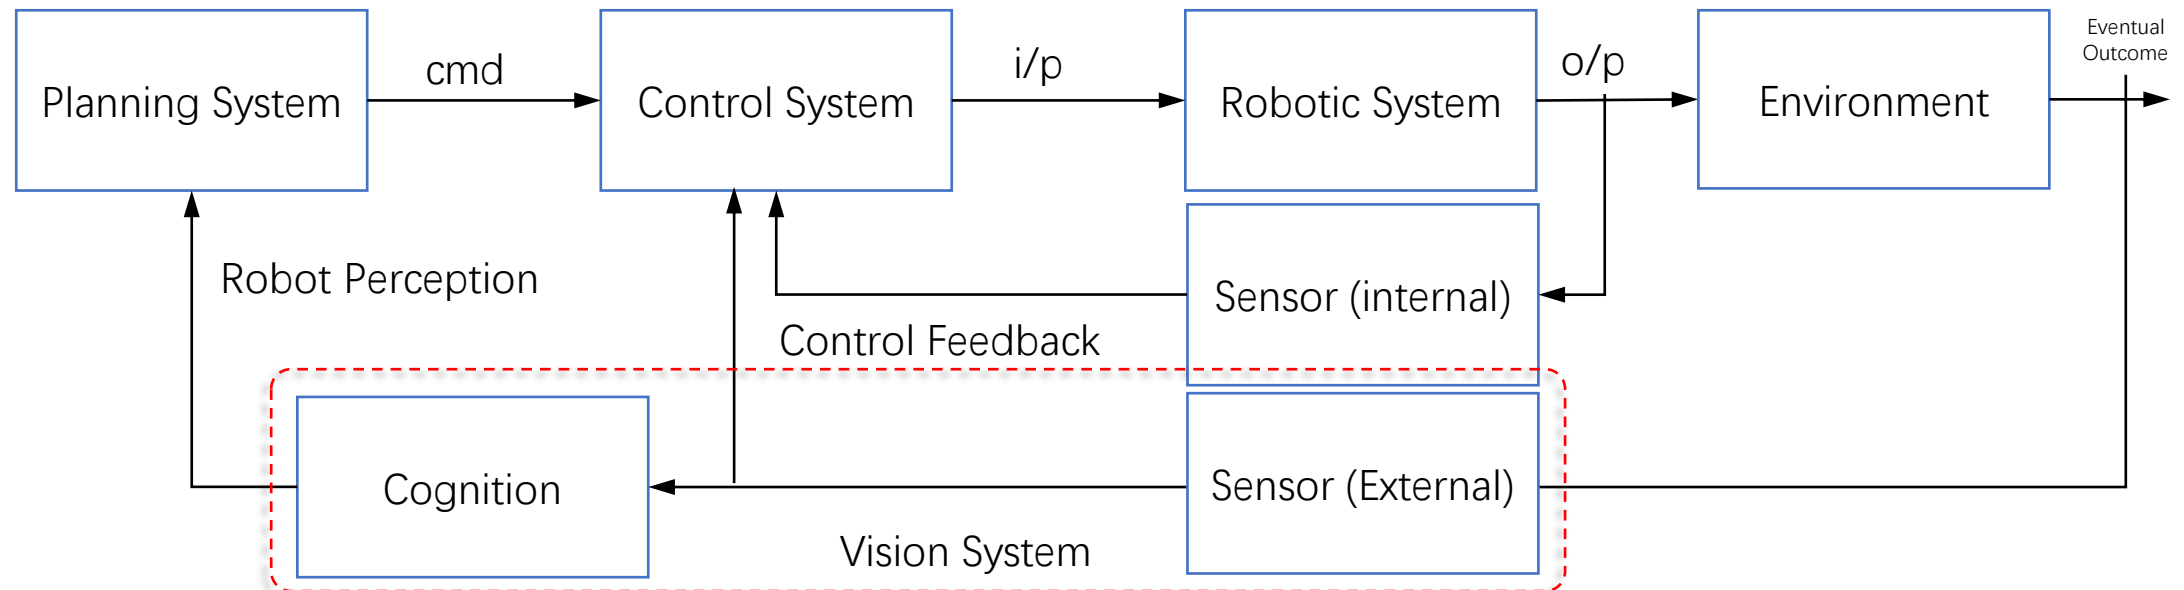 Eventual
Outcome
cmd
i/p
o/p
Planning System
Control System
Robotic System
Environment
Robot Perception
Sensor (internal)
Control Feedback
Cognition
Sensor (External)
Vision System